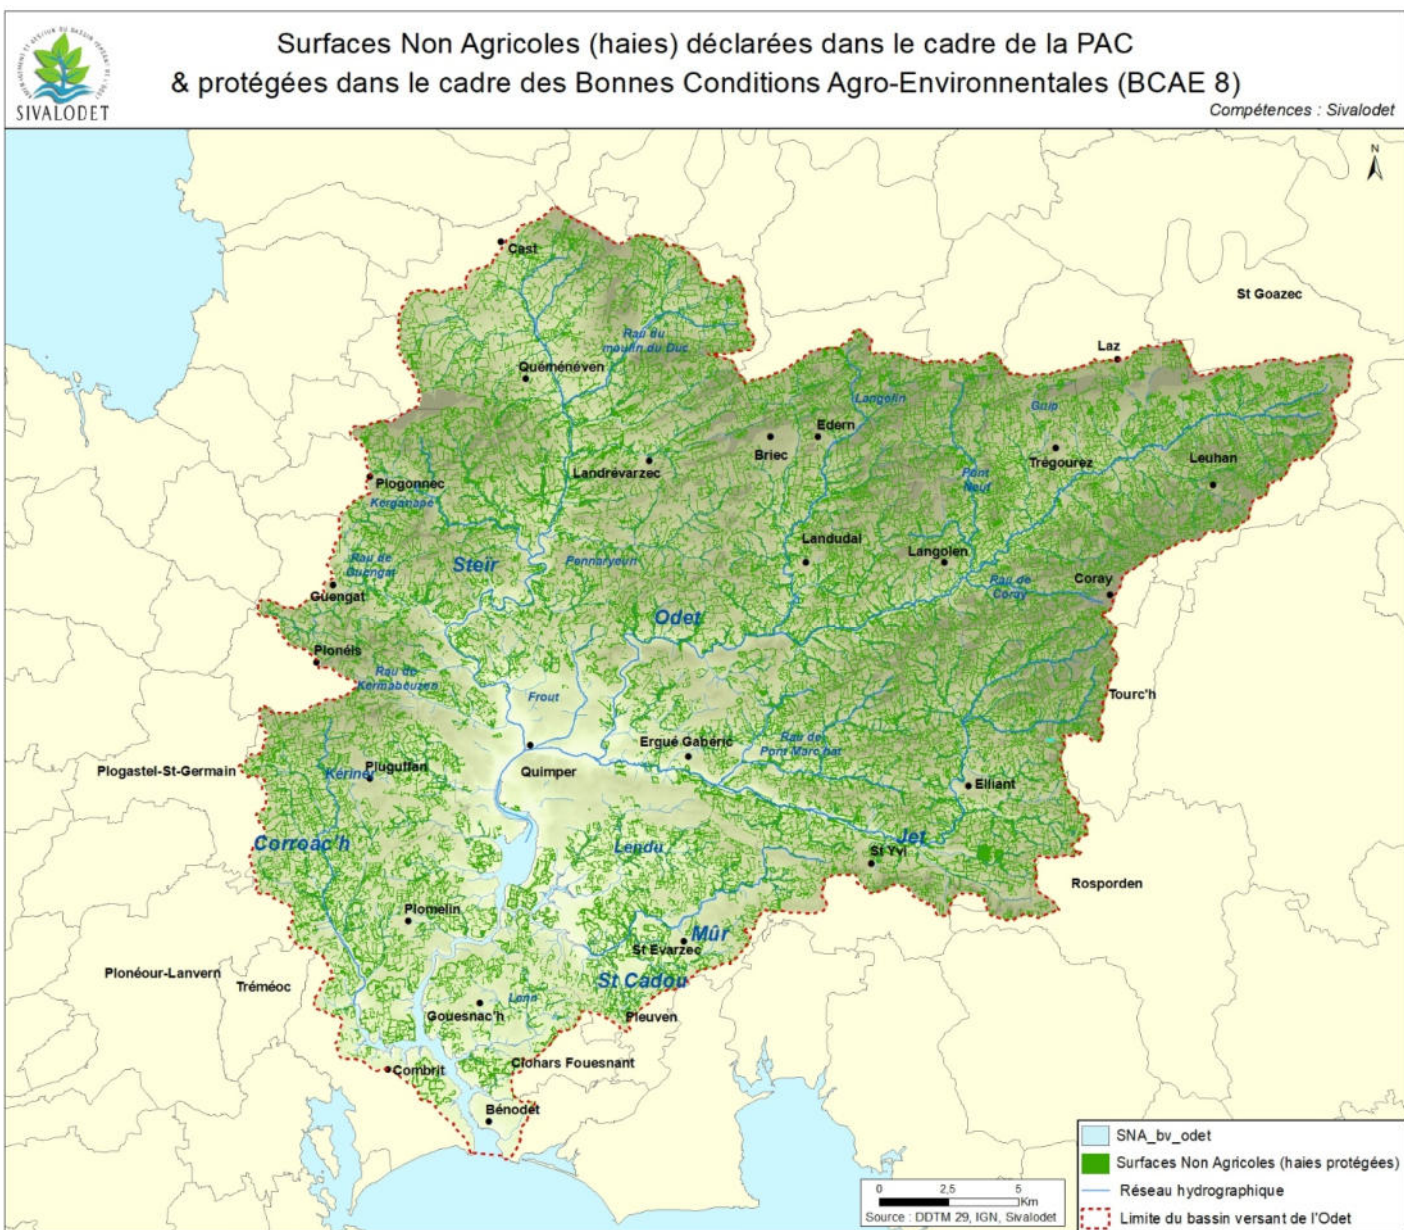 Surfaces Non Agricoles (haies) déclarées dans le cadre de la PAC
& protégées dans le cadre des Bonnes Conditions Agro-Environnentales (BCAE 8)
SIVALODET
Compétences : Sivalodet
N
Cast
St Goazec
Rau du
moulin du Duc
Laz
Quéménéven
Langolin
Guip
Edern
Briec
Trégourez
Leuhan
Landrévarzec
Pont
Neuf
Plogonnec
Kerganapé
Landudal
Langolen
Steïr
Pennaryeun
Rau de
Guengat
Coray
Rau de
Coray
Guengat
Odet
Plonéis
Rau de
Kermabeuzen
Frout
Tourc'h
Ergué Gabéric
Rau de
Pont Marc'hat
Plogastel-St-Germain
Pluguffan
Kériner
Quimper
Elliant
Corroac'h
Lendu
Jet
St Yvi
Rosporden
Plomelin
Mûr
St Evarzec
Plonéour-Lanvern
Tréméoc
St Cadou
Lann
Gouesnac'h
Pleuven
Clohars Fouesnant
Combrit
Bénodet
SNA_bv_odet
Surfaces Non Agricoles (haies protégées)
Réseau hydrographique
Limite du bassin versant de l'Odet
0 2,5 5
Km
Source : DDTM 29, IGN, Sivalodet